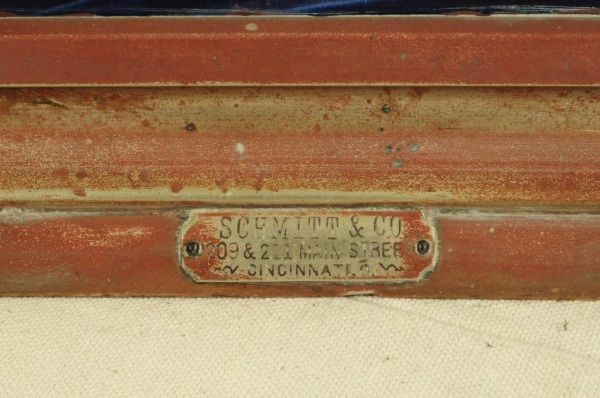 SCHMITT & CO
209 & 211 MAIN STREE
CINCINNATI, O.